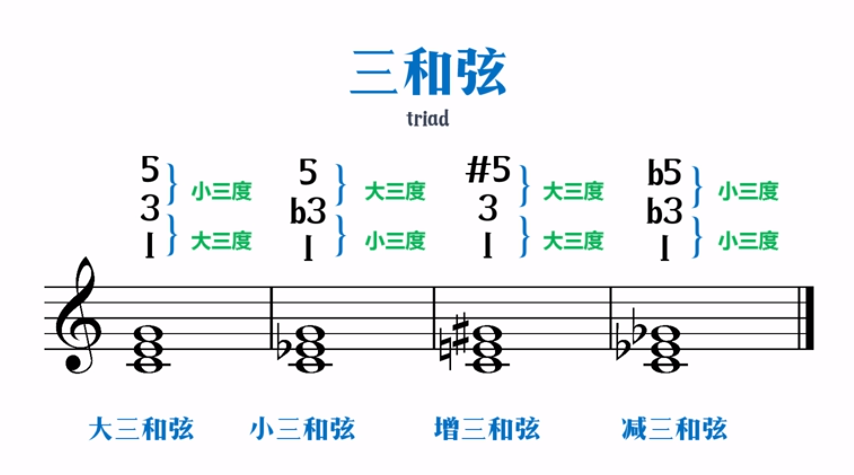 三和弦
triad
5 5 #5 b5
小三度 大三度 大三度 小三度
3 b3 3 b3
大三度 小三度 大三度 小三度
1 1 1 1
大三和弦 小三和弦 增三和弦 减三和弦